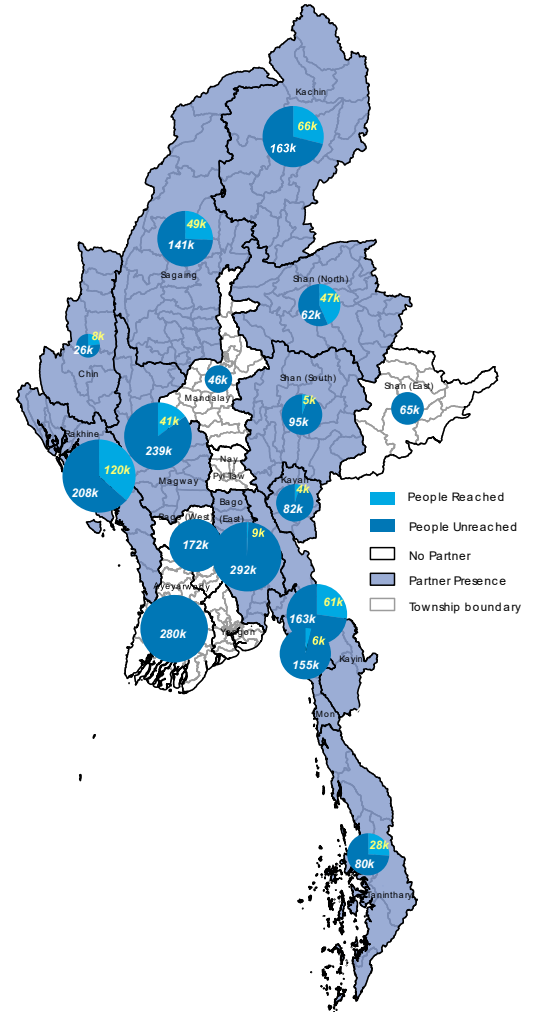 Kachin
66k
163k
49k
141k
Sagaing
Shan (North)
47k
62k
8k
26k
Chin
46k
Mandalay
Shan (South)
5k
95k
Shan (East)
65k
Rakhine
120k
208k
41k
239k
Magway
Nay
Pyi Taw
Kayah
4k
82k
Bago (West)
172k
Bago
(East)
9k
292k
Ayeyarwady
280k
Yangon
61k
163k
6k
155k
Kayin
Mon
28k
80k
Tanintharyi
People Reached
People Unreached
No Partner
Partner Presence
Township boundary